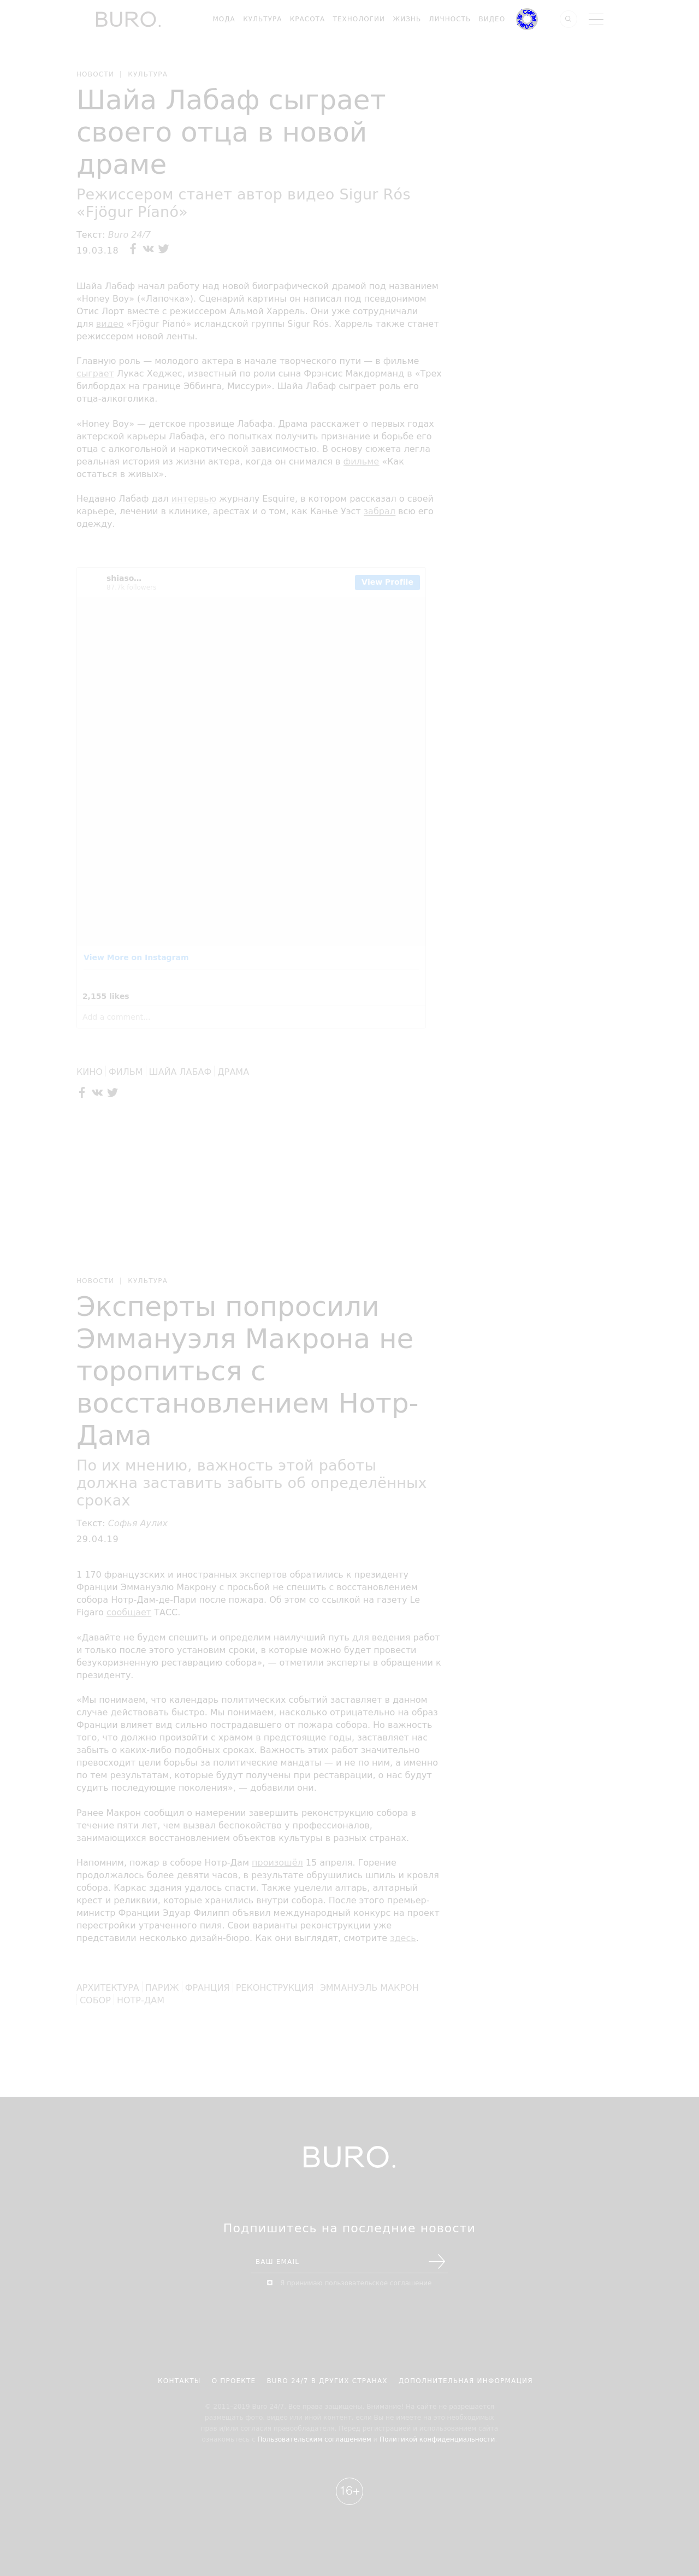 BURO.
МОДА КУЛЬТУРА КРАСОТА ТЕХНОЛОГИИ ЖИЗНЬ ЛИЧНОСТЬ ВИДЕО
НОВОСТИ | КУЛЬТУРА
Шайа Лабаф сыграет
своего отца в новой
драме
Режиссером станет автор видео Sigur Rós
«Fjögur Píanó»
Текст: Buro 24/7
19.03.18
Шайа Лабаф начал работу над новой биографической драмой под названием
«Honey Boy» («Лапочка»). Сценарий картины он написал под псевдонимом
Отис Лорт вместе с режиссером Альмой Харрель. Они уже сотрудничали
для видео «Fjögur Píanó» исландской группы Sigur Rós. Харрель также станет
режиссером новой ленты.
Главную роль — молодого актера в начале творческого пути — в фильме
сыграет Лукас Хеджес, известный по роли сына Фрэнсис Макдорманд в «Трех
билбордах на границе Эббинга, Миссури». Шайа Лабаф сыграет роль его
отца-алкоголика.
«Honey Boy» — детское прозвище Лабафа. Драма расскажет о первых годах
актерской карьеры Лабафа, его попытках получить признание и борьбе его
отца с алкогольной и наркотической зависимостью. В основу сюжета легла
реальная история из жизни актера, когда он снимался в фильме «Как
остаться в живых».
Недавно Лабаф дал интервью журналу Esquire, в котором рассказал о своей
карьере, лечении в клинике, арестах и о том, как Канье Уэст забрал всю его
одежду.
shiaso...
View Profile
View More on Instagram
2,155 likes
Add a comment...
КИНО ФИЛЬМ ШАЙА ЛАБАФ ДРАМА
НОВОСТИ | КУЛЬТУРА
Эксперты попросили
Эммануэля Макрона не
торопиться с
восстановлением Нотр-
Дама
По их мнению, важность этой работы
должна заставить забыть об определённых
сроках
Текст: Софья Аулих
29.04.19
1 170 французских и иностранных экспертов обратились к президенту
Франции Эммануэлю Макрону с просьбой не спешить с восстановлением
собора Нотр-Дам-де-Пари после пожара. Об этом со ссылкой на газету Le
Figaro сообщает ТАСС.
«Давайте не будем спешить и определим наилучший путь для ведения работ
и только после этого установим сроки, в которые можно будет провести
безукоризненную реставрацию собора», — отметили эксперты в обращении к
президенту.
«Мы понимаем, что календарь политических событий заставляет в данном
случае действовать быстро. Мы понимаем, насколько отрицательно на образ
Франции влияет вид сильно пострадавшего от пожара собора. Но важность
того, что должно произойти с храмом в предстоящие годы, заставляет нас
забыть о каких-либо подобных сроках. Важность этих работ значительно
превосходит цели борьбы за политические мандаты — и не по ним, а именно
по тем результатам, которые будут получены при реставрации, о нас будут
судить последующие поколения», — добавили они.
Ранее Макрон сообщил о намерении завершить реконструкцию собора в
течение пяти лет, чем вызвал беспокойство у профессионалов,
занимающихся восстановлением объектов культуры в разных странах.
Напомним, пожар в соборе Нотр-Дам произошёл 15 апреля. Горение
продолжалось более девяти часов, в результате обрушились шпиль и кровля
собора. Каркас здания удалось спасти. Также уцелели алтарь, алтарный
крест и реликвии, которые хранились внутри собора. После этого премьер-
министр Франции Эдуар Филипп объявил международный конкурс на проект
перестройки утраченного пиля. Свои варианты реконструкции уже
представили несколько дизайн-бюро. Как они выглядят, смотрите здесь.
АРХИТЕКТУРА ПАРИЖ ФРАНЦИЯ РЕКОНСТРУКЦИЯ ЭММАНУЭЛЬ МАКРОН
СОБОР НОТР-ДАМ
BURO.
Подпишитесь на последние новости
ВАШ EMAIL
Я принимаю пользовательское соглашение
КОНТАКТЫ О ПРОЕКТЕ BURO 24/7 В ДРУГИХ СТРАНАХ ДОПОЛНИТЕЛЬНАЯ ИНФОРМАЦИЯ
Пользовательским соглашением и Политикой конфиденциальности
16+